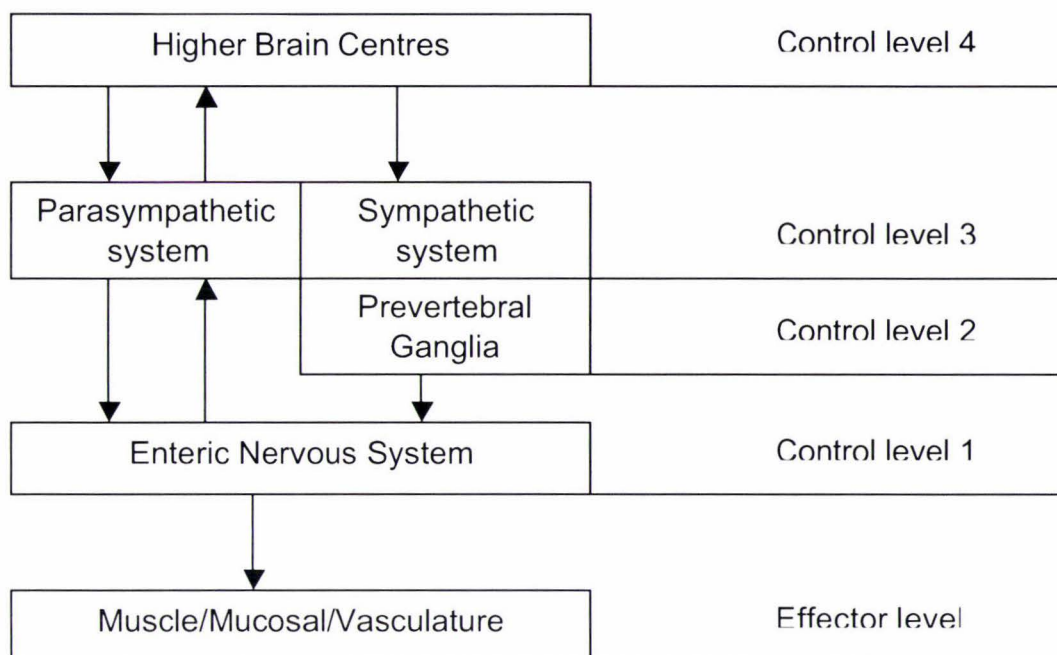 Higher Brain Centres
Control level 4
Parasympathetic
system
Sympathetic
system
Control level 3
Prevertebral
Ganglia
Control level 2
Enteric Nervous System
Control level 1
Muscle/Mucosal/Vasculature
Effector level